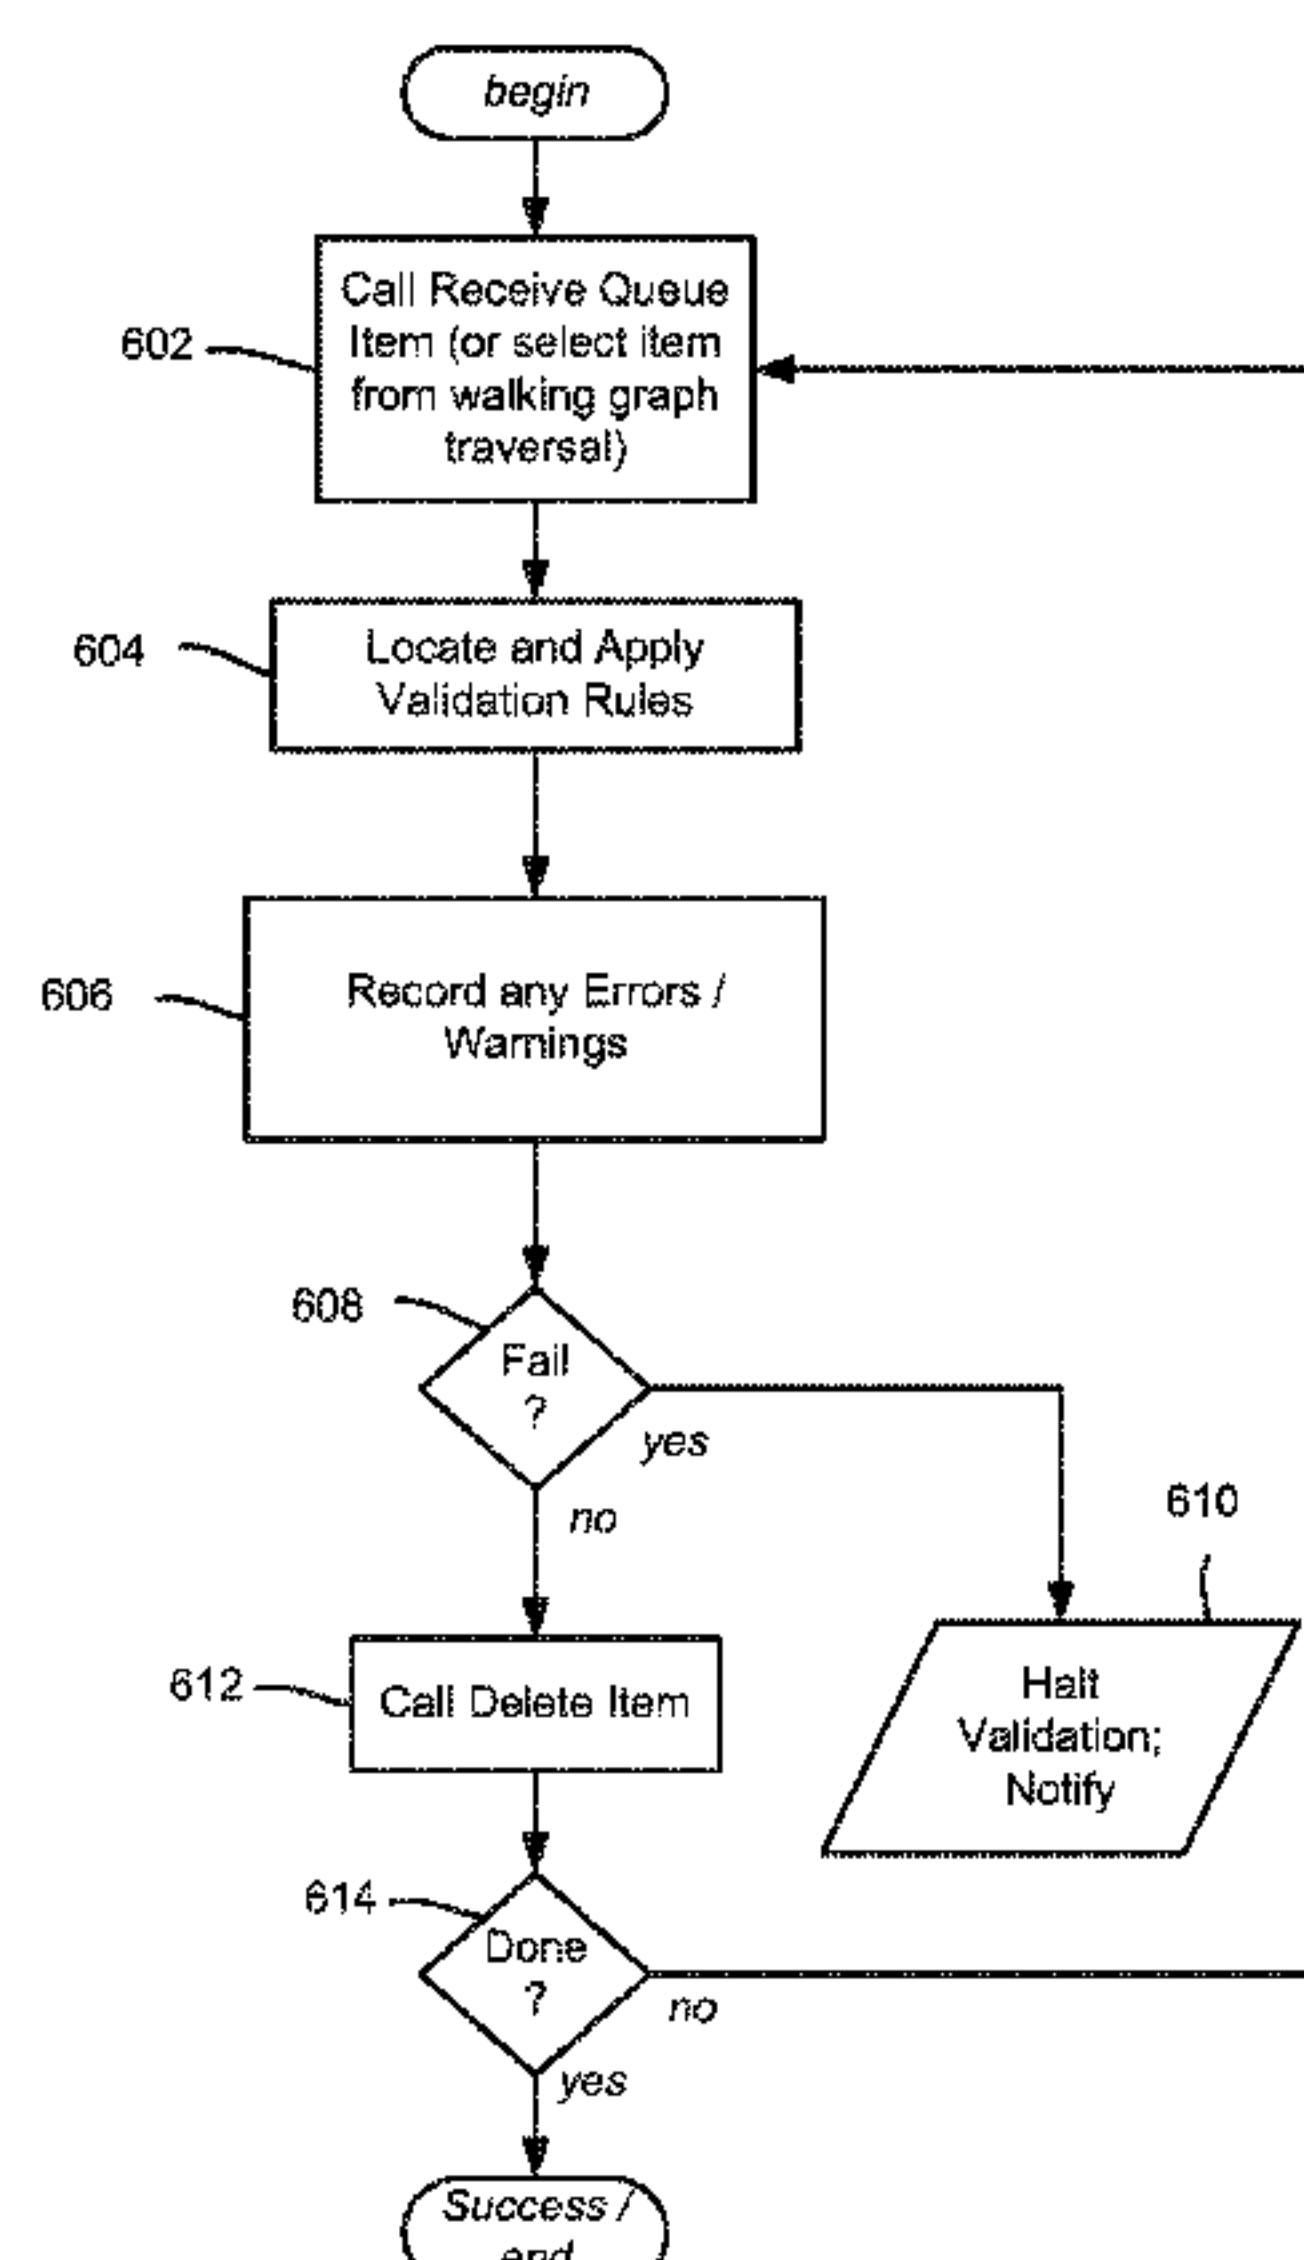 begin
602
Call Receive Queue
Item (or select item
from walking graph
traversal)
604
Locate and Apply
Validation Rules
606
Record any Errors /
Warnings
608
Fail
?
yes
no
610
612
Call Delete Item
Halt
Validation;
Notify
614
Done
?
no
yes
Success /
end